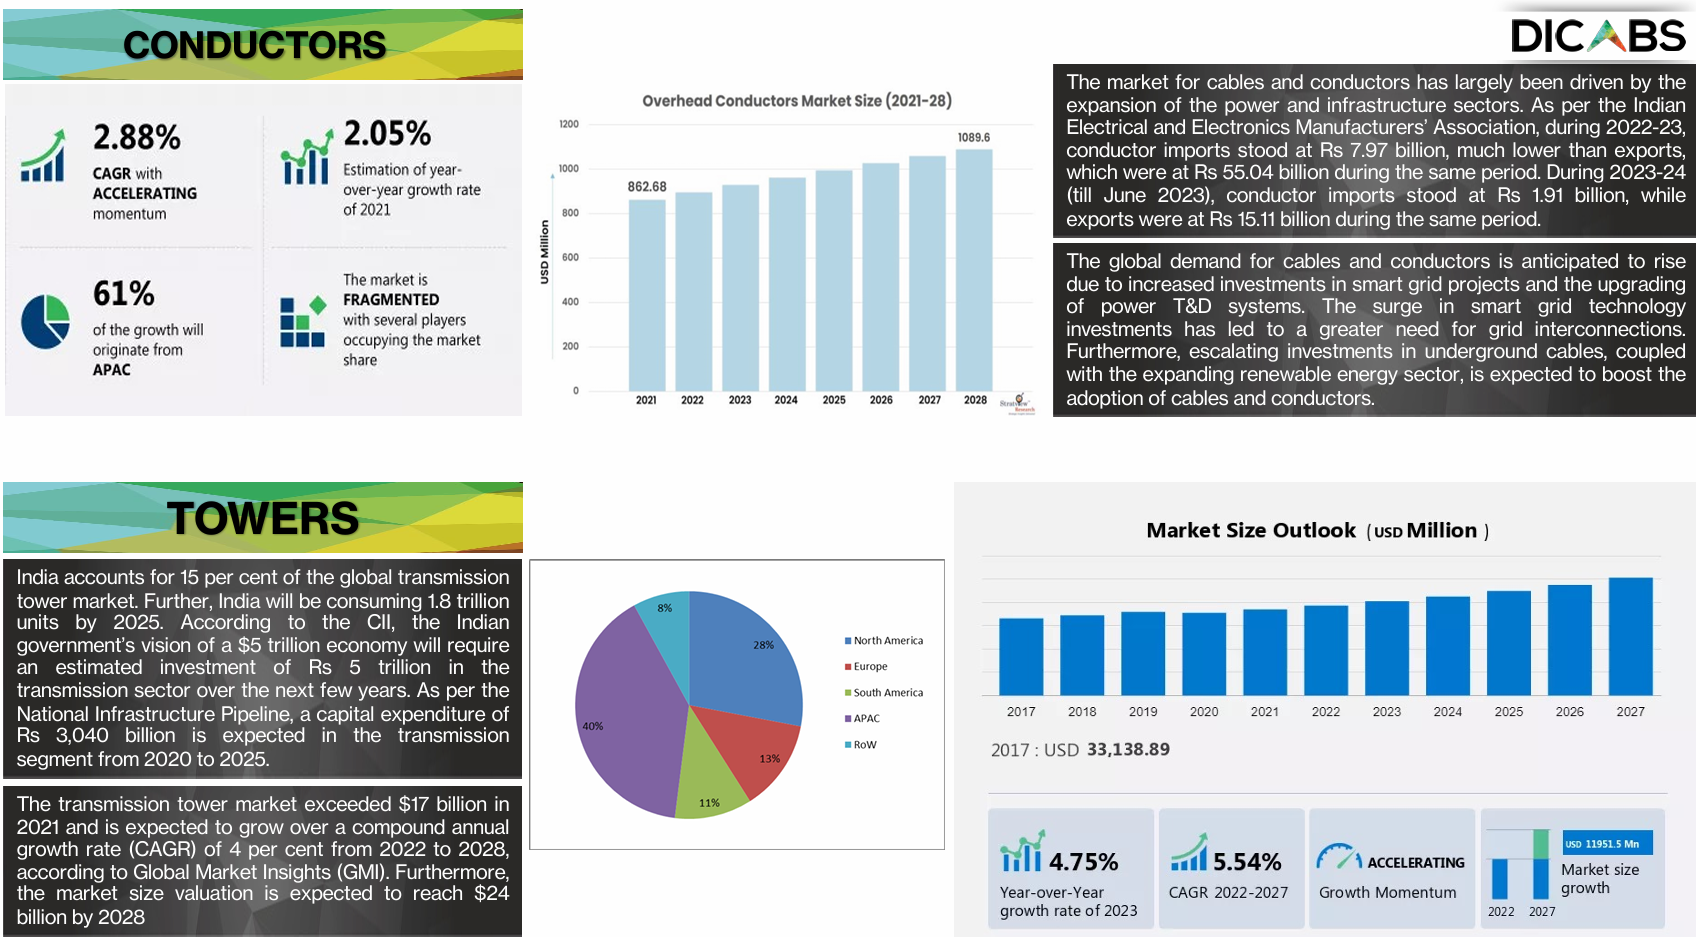 CONDUCTORS
DICABS
2.88%
CAGR with
ACCELERATING
momentum
2.05%
Estimation of year-
over-year growth rate
of 2021
61%
of the growth will
originate from
APAC
The market is
FRAGMENTED
with several players
occupying the market
share
Overhead Conductors Market Size (2021-28)
USD Million
1200
1000
800
600
400
200
0
862.68
1089.6
2021 2022 2023 2024 2025 2026 2027 2028
Stratview
Research
The market for cables and conductors has largely been driven by the
expansion of the power and infrastructure sectors. As per the Indian
Electrical and Electronics Manufacturers' Association, during 2022-23,
conductor imports stood at Rs 7.97 billion, much lower than exports,
which were at Rs 55.04 billion during the same period. During 2023-24
(till June 2023), conductor imports stood at Rs 1.91 billion, while
exports were at Rs 15.11 billion during the same period.
The global demand for cables and conductors is anticipated to rise
due to increased investments in smart grid projects and the upgrading
of power T&D systems. The surge in smart grid technology
investments has led to a greater need for grid interconnections.
Furthermore, escalating investments in underground cables, coupled
with the expanding renewable energy sector, is expected to boost the
adoption of cables and conductors.
TOWERS
India accounts for 15 per cent of the global transmission
tower market. Further, India will be consuming 1.8 trillion
units by 2025. According to the CII, the Indian
government's vision of a $5 trillion economy will require
an estimated investment of Rs 5 trillion in the
transmission sector over the next few years. As per the
National Infrastructure Pipeline, a capital expenditure of
Rs 3,040 billion is expected in the transmission
segment from 2020 to 2025.
The transmission tower market exceeded $17 billion in
2021 and is expected to grow over a compound annual
growth rate (CAGR) of 4 per cent from 2022 to 2028,
according to Global Market Insights (GMI). Furthermore,
the market size valuation is expected to reach $24
billion by 2028
8%
28%
40%
13%
11%
North America
Europe
South America
APAC
RoW
Market Size Outlook ( USD Million )
2017 2018 2019 2020 2021 2022 2023 2024 2025 2026 2027
2017 : USD 33,138.89
4.75%
Year-over-Year
growth rate of 2023
5.54%
CAGR 2022-2027
ACCELERATING
Growth Momentum
USD 11951.5 Mn
Market size
growth
2022 2027